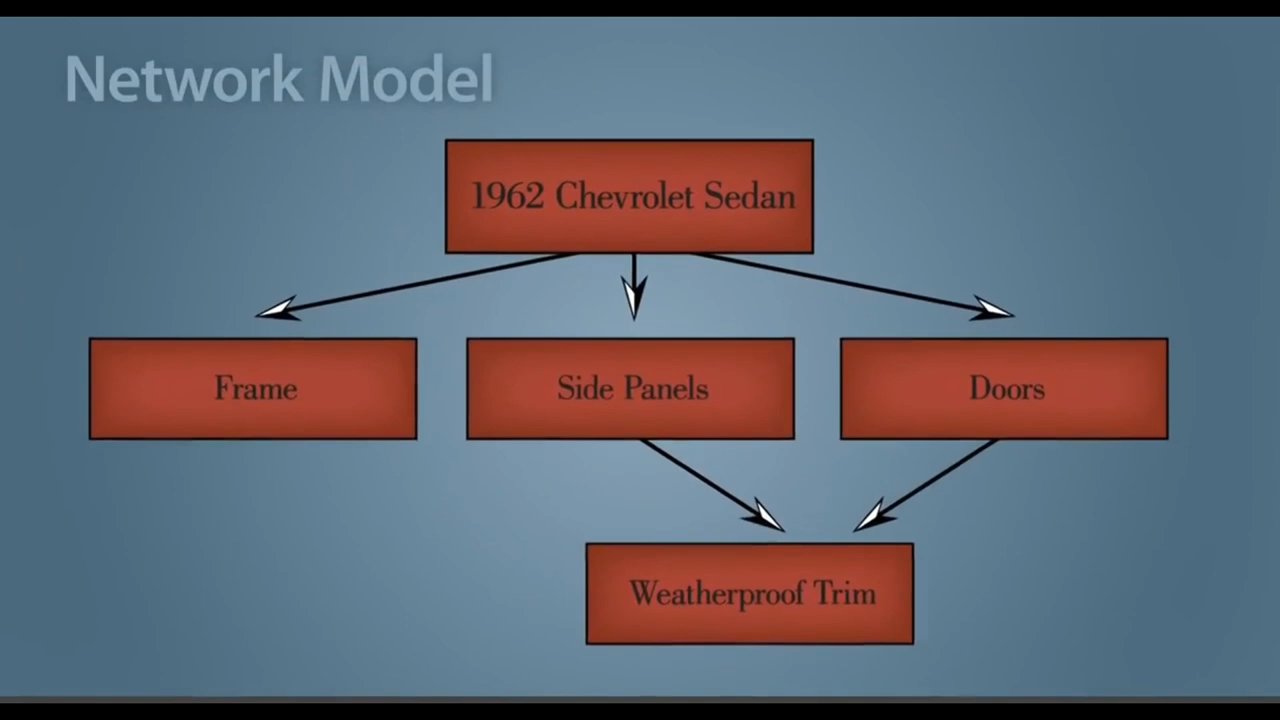 Network Model
1962 Chevrolet Sedan
Frame
Side Panels
Doors
Weatherproof Trim